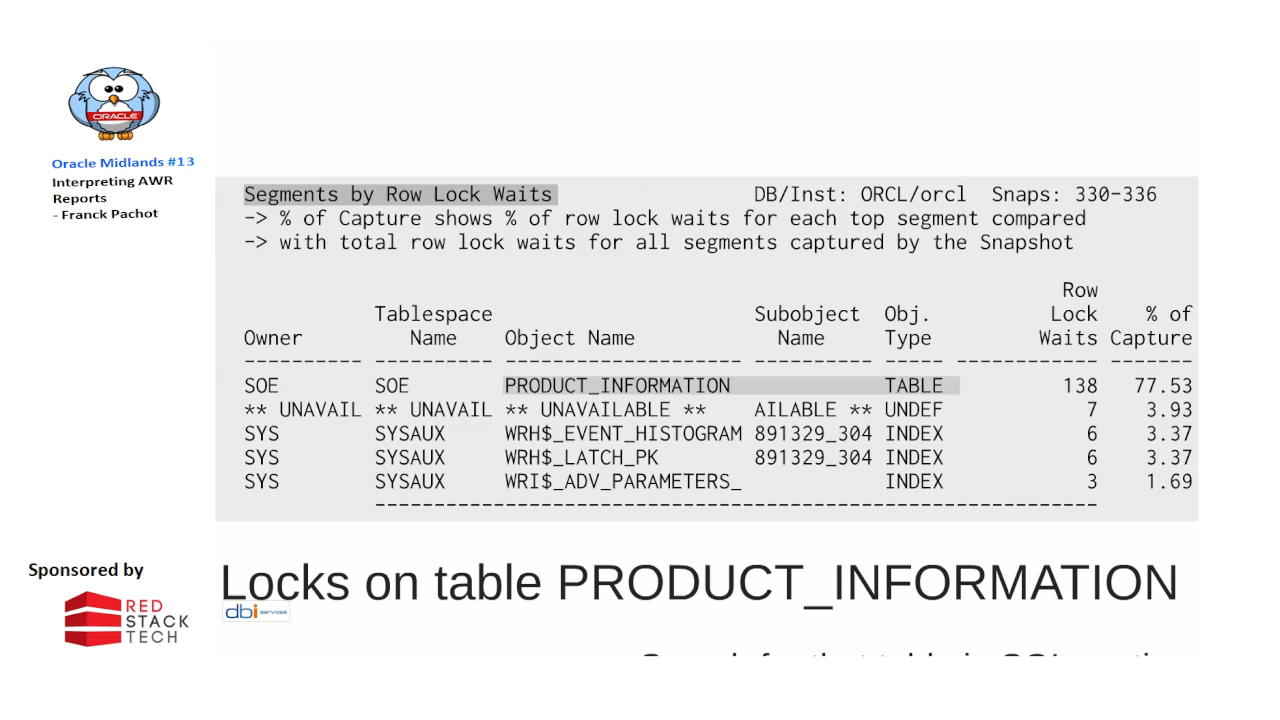 ORACLE
Oracle Midlands #13
Interpreting AWR
Reports
- Franck Pachot
Segments by Row Lock Waits DB/Inst: ORCL/orcl Snaps: 330-336
-> % of Capture shows % of row lock waits for each top segment compared
-> with total row lock waits for all segments captured by the Snapshot
Row
Tablespace Subobject Obj. Lock % of
Owner Name Object Name Name Type Waits Capture
---------- ---------- -------------------- ---------- ----- ------------ -------
SOE SOE PRODUCT_INFORMATION TABLE 138 77.53
** UNAVAIL ** UNAVAIL ** UNAVAILABLE ** AILABLE ** UNDEF 7 3.93
SYS SYSAUX WRH$_EVENT_HISTOGRAM 891329_304 INDEX 6 3.37
SYS SYSAUX WRH$_LATCH_PK 891329_304 INDEX 6 3.37
SYS SYSAUX WRI$_ADV_PARAMETERS_ INDEX 3 1.69
-------------------------------------------------------------
Locks on table PRODUCT_INFORMATION
dbi services
Sponsored by
RED
STACK
TECH